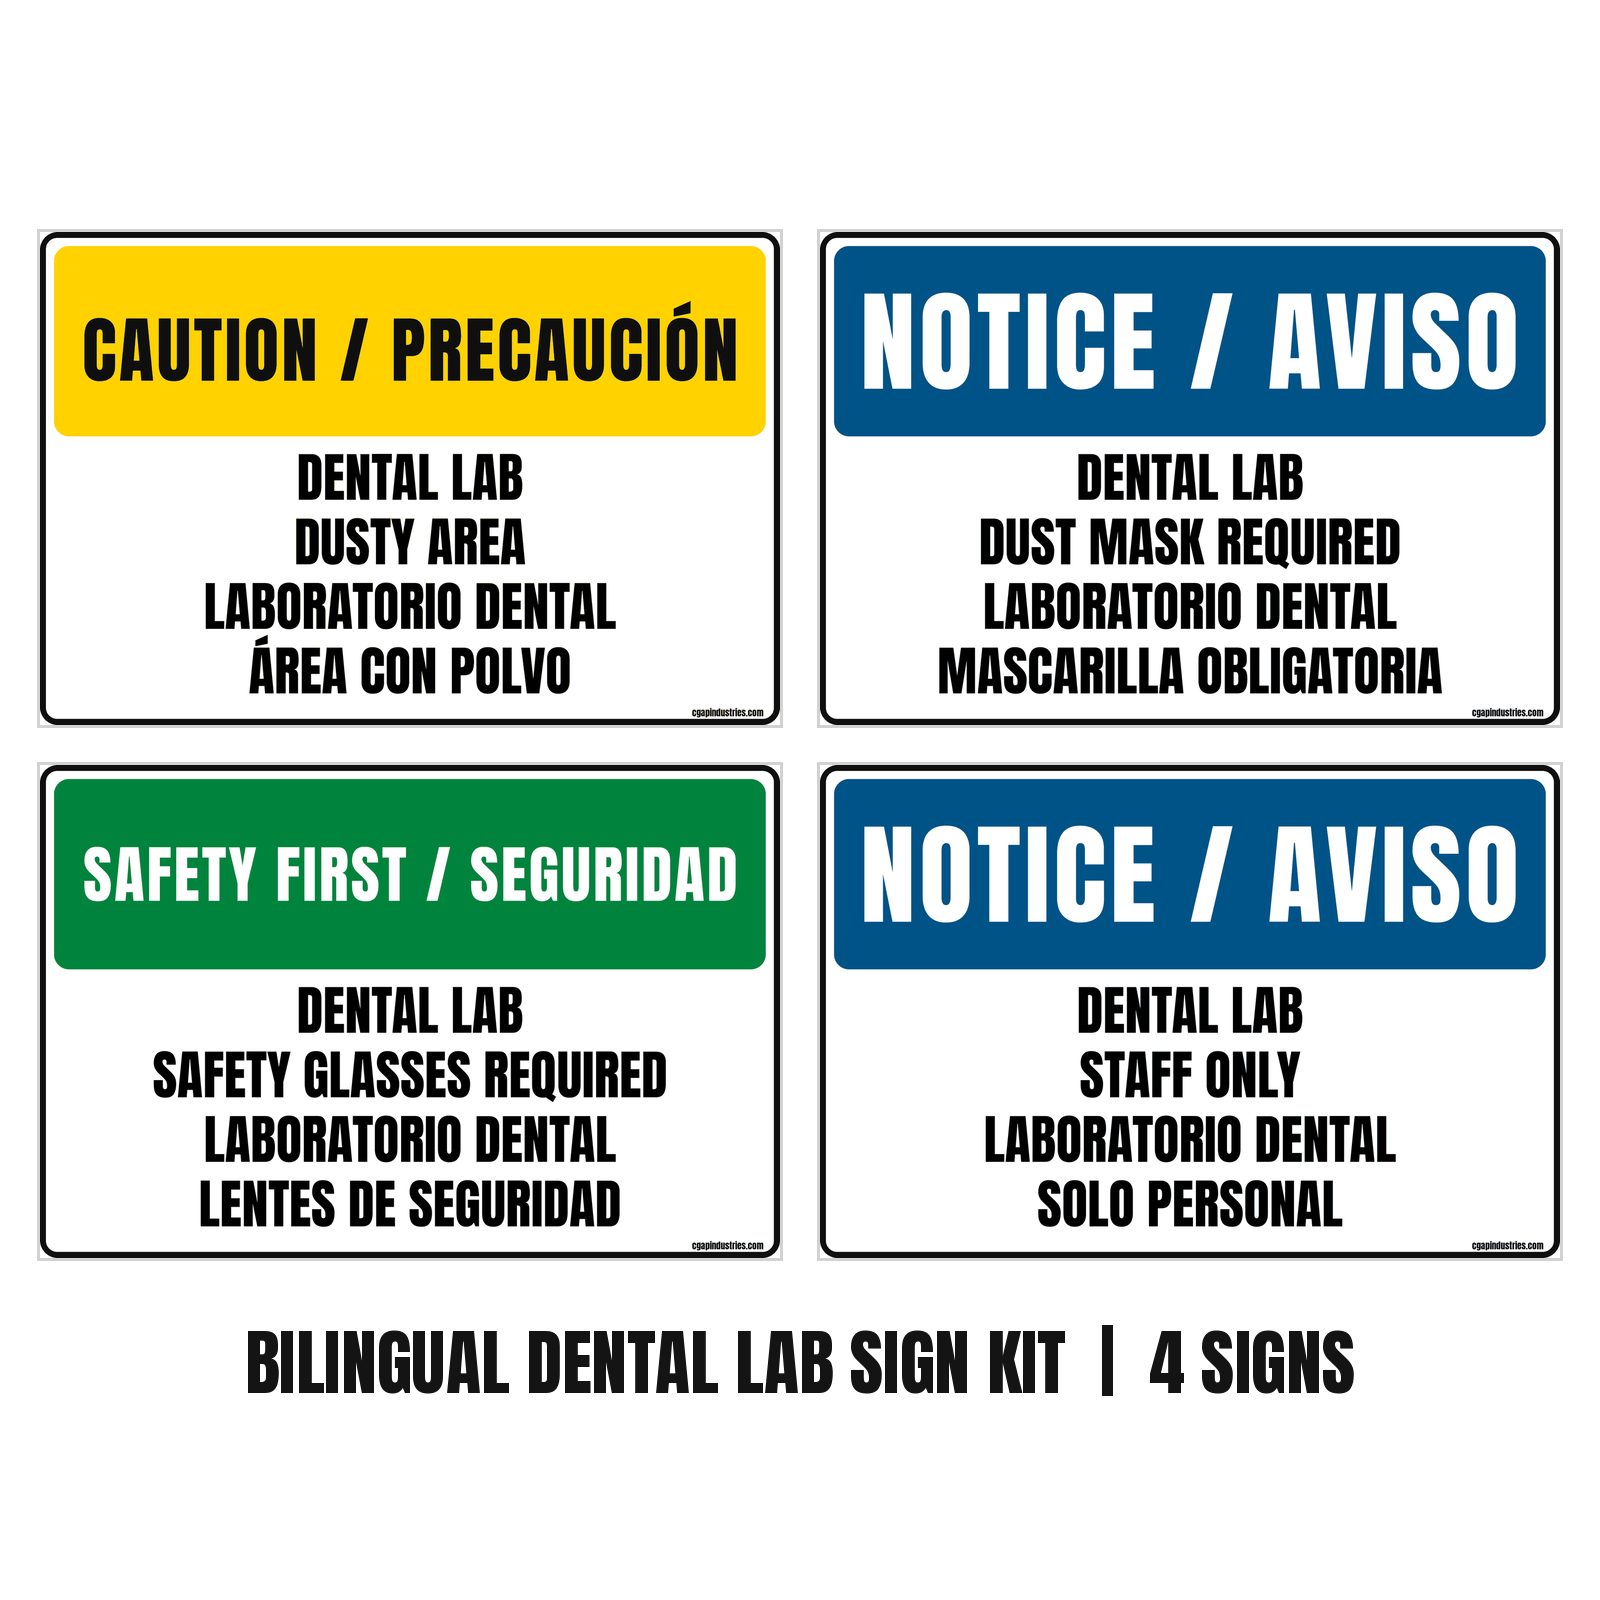 CAUTION / PRECAUCIÓN
DENTAL LAB
DUSTY AREA
LABORATORIO DENTAL
ÁREA CON POLVO
cgapindustries.com
NOTICE / AVISO
DENTAL LAB
DUST MASK REQUIRED
LABORATORIO DENTAL
MASCARILLA OBLIGATORIA
cgapindustries.com
SAFETY FIRST / SEGURIDAD
DENTAL LAB
SAFETY GLASSES REQUIRED
LABORATORIO DENTAL
LENTES DE SEGURIDAD
cgapindustries.com
NOTICE / AVISO
DENTAL LAB
STAFF ONLY
LABORATORIO DENTAL
SOLO PERSONAL
cgapindustries.com
BILINGUAL DENTAL LAB SIGN KIT | 4 SIGNS